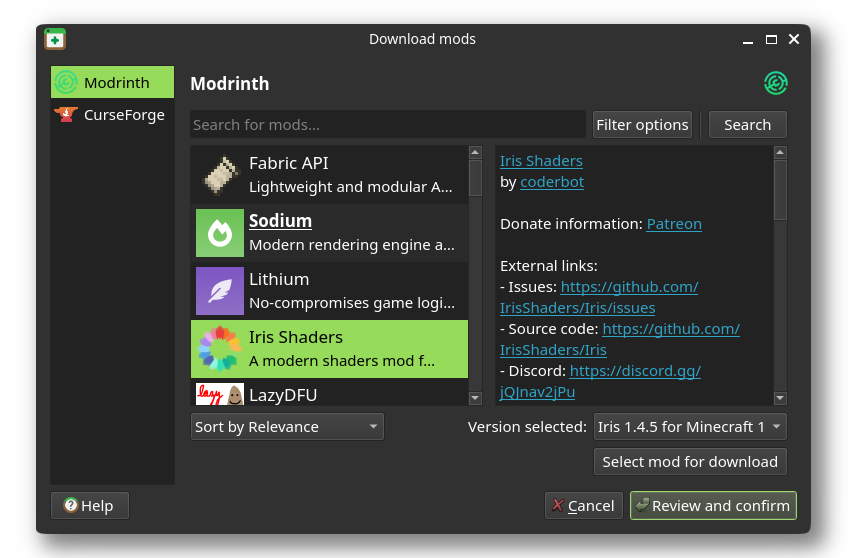 Download mods
Modrinth
CurseForge
Modrinth
Search for mods...
Filter options
Search
Fabric API
Lightweight and modular A...
Sodium
Modern rendering engine a...
Lithium
No-compromises game logi...
Iris Shaders
A modern shaders mod f...
lazy
LazyDFU
Iris Shaders
by coderbot
Donate information: Patreon
External links:
- Issues: https://github.com/
IrisShaders/Iris/issues
- Source code: https://github.com/
IrisShaders/Iris
- Discord: https://discord.gg/
jQJnav2jPu
Sort by Relevance
Version selected:
Iris 1.4.5 for Minecraft 1
Select mod for download
Help
Cancel
Review and confirm